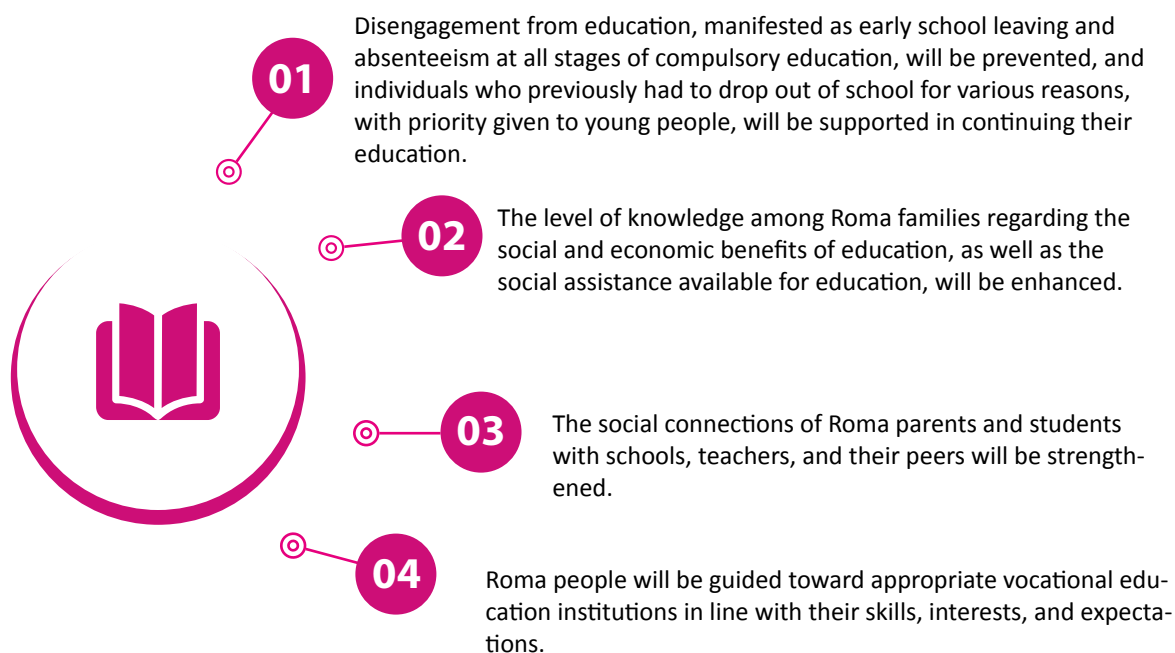 01
Disengagement from education, manifested as early school leaving and
absenteeism at all stages of compulsory education, will be prevented, and
individuals who previously had to drop out of school for various reasons,
with priority given to young people, will be supported in continuing their
education.
02
The level of knowledge among Roma families regarding the
social and economic benefits of education, as well as the
social assistance available for education, will be enhanced.
03
The social connections of Roma parents and students
with schools, teachers, and their peers will be strength-
ened.
04
Roma people will be guided toward appropriate vocational edu-
cation institutions in line with their skills, interests, and expecta-
tions.